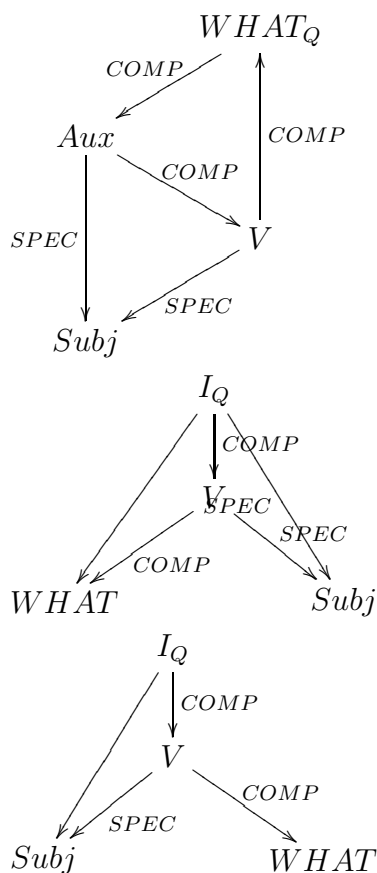 WHAT_Q
COMP
Aux
COMP
COMP
SPEC
V
SPEC
Subj
I_Q
COMP
V
SPEC
SPEC
COMP
WHAT Subj
I_Q
COMP
V
COMP
SPEC
Subj WHAT